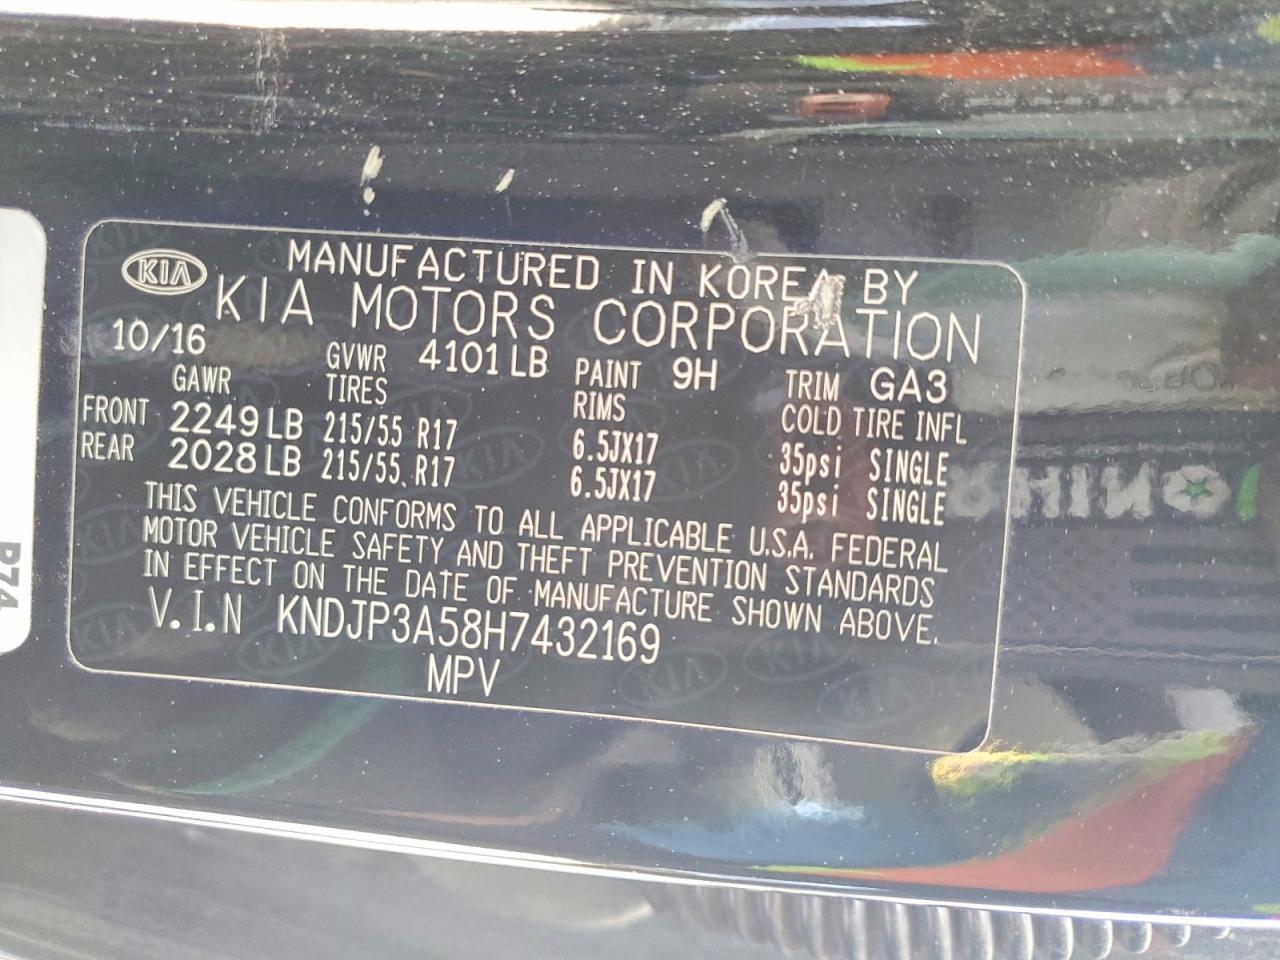 MANUFACTURED IN KOREA BY
KIA KIA MOTORS CORPORATION
10/16 GVWR 4101 LB PAINT 9H TRIM GA3
GAWR TIRES RIMS COLD TIRE INFL
FRONT 2249 LB 215/55 R17 6.5JX17 35psi SINGLE
REAR 2028 LB 215/55 R17 6.5JX17 35psi SINGLE
THIS VEHICLE CONFORMS TO ALL APPLICABLE U.S.A. FEDERAL
MOTOR VEHICLE SAFETY AND THEFT PREVENTION STANDARDS
IN EFFECT ON THE DATE OF MANUFACTURE SHOWN ABOVE.
V.I.N KNDJP3A58H7432169
MPV